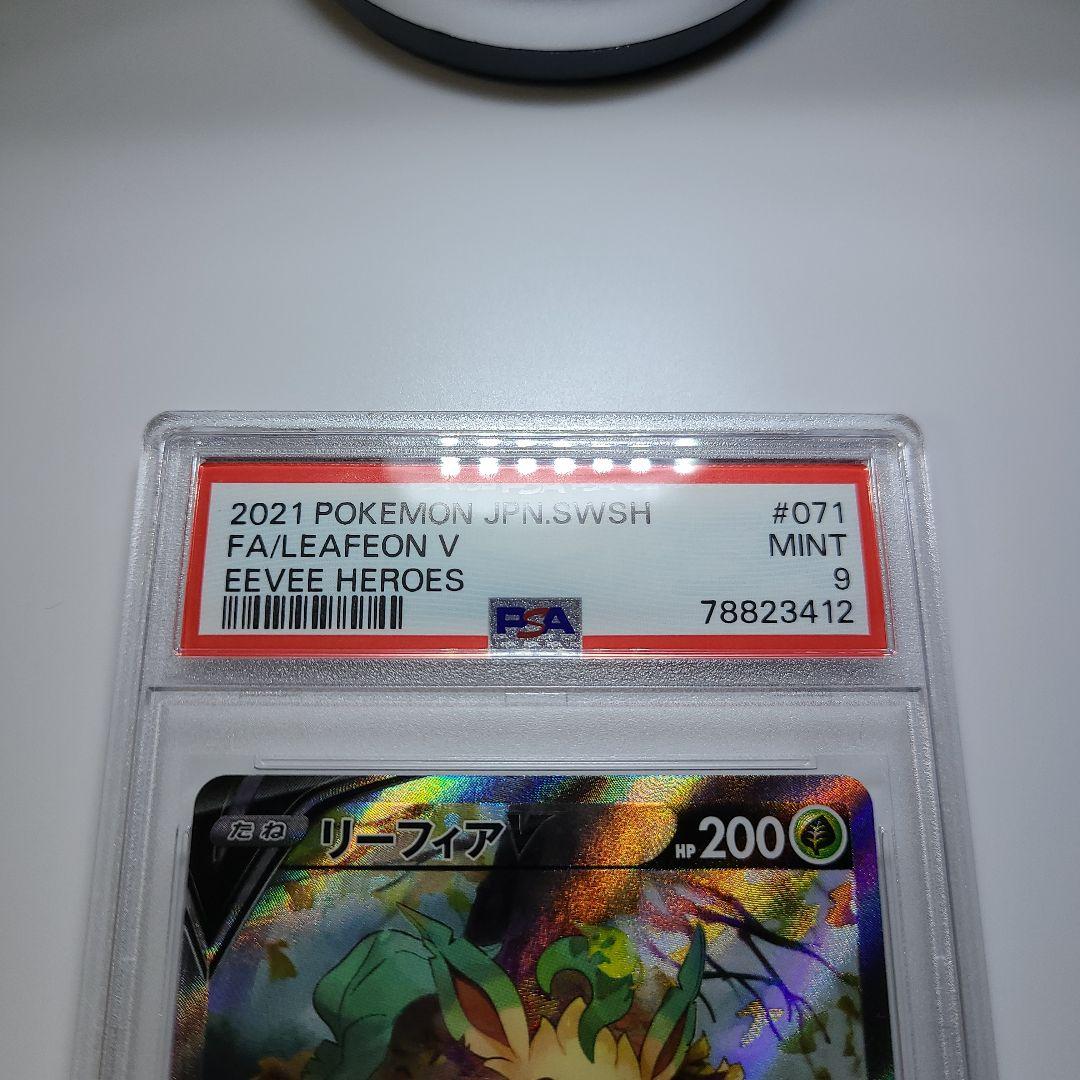 2021 POKEMON JPN.SWSH #071
FA/LEAFEON V MINT
EEVEE HEROES 9
PSA 78823412
たね リーフィアV HP 200